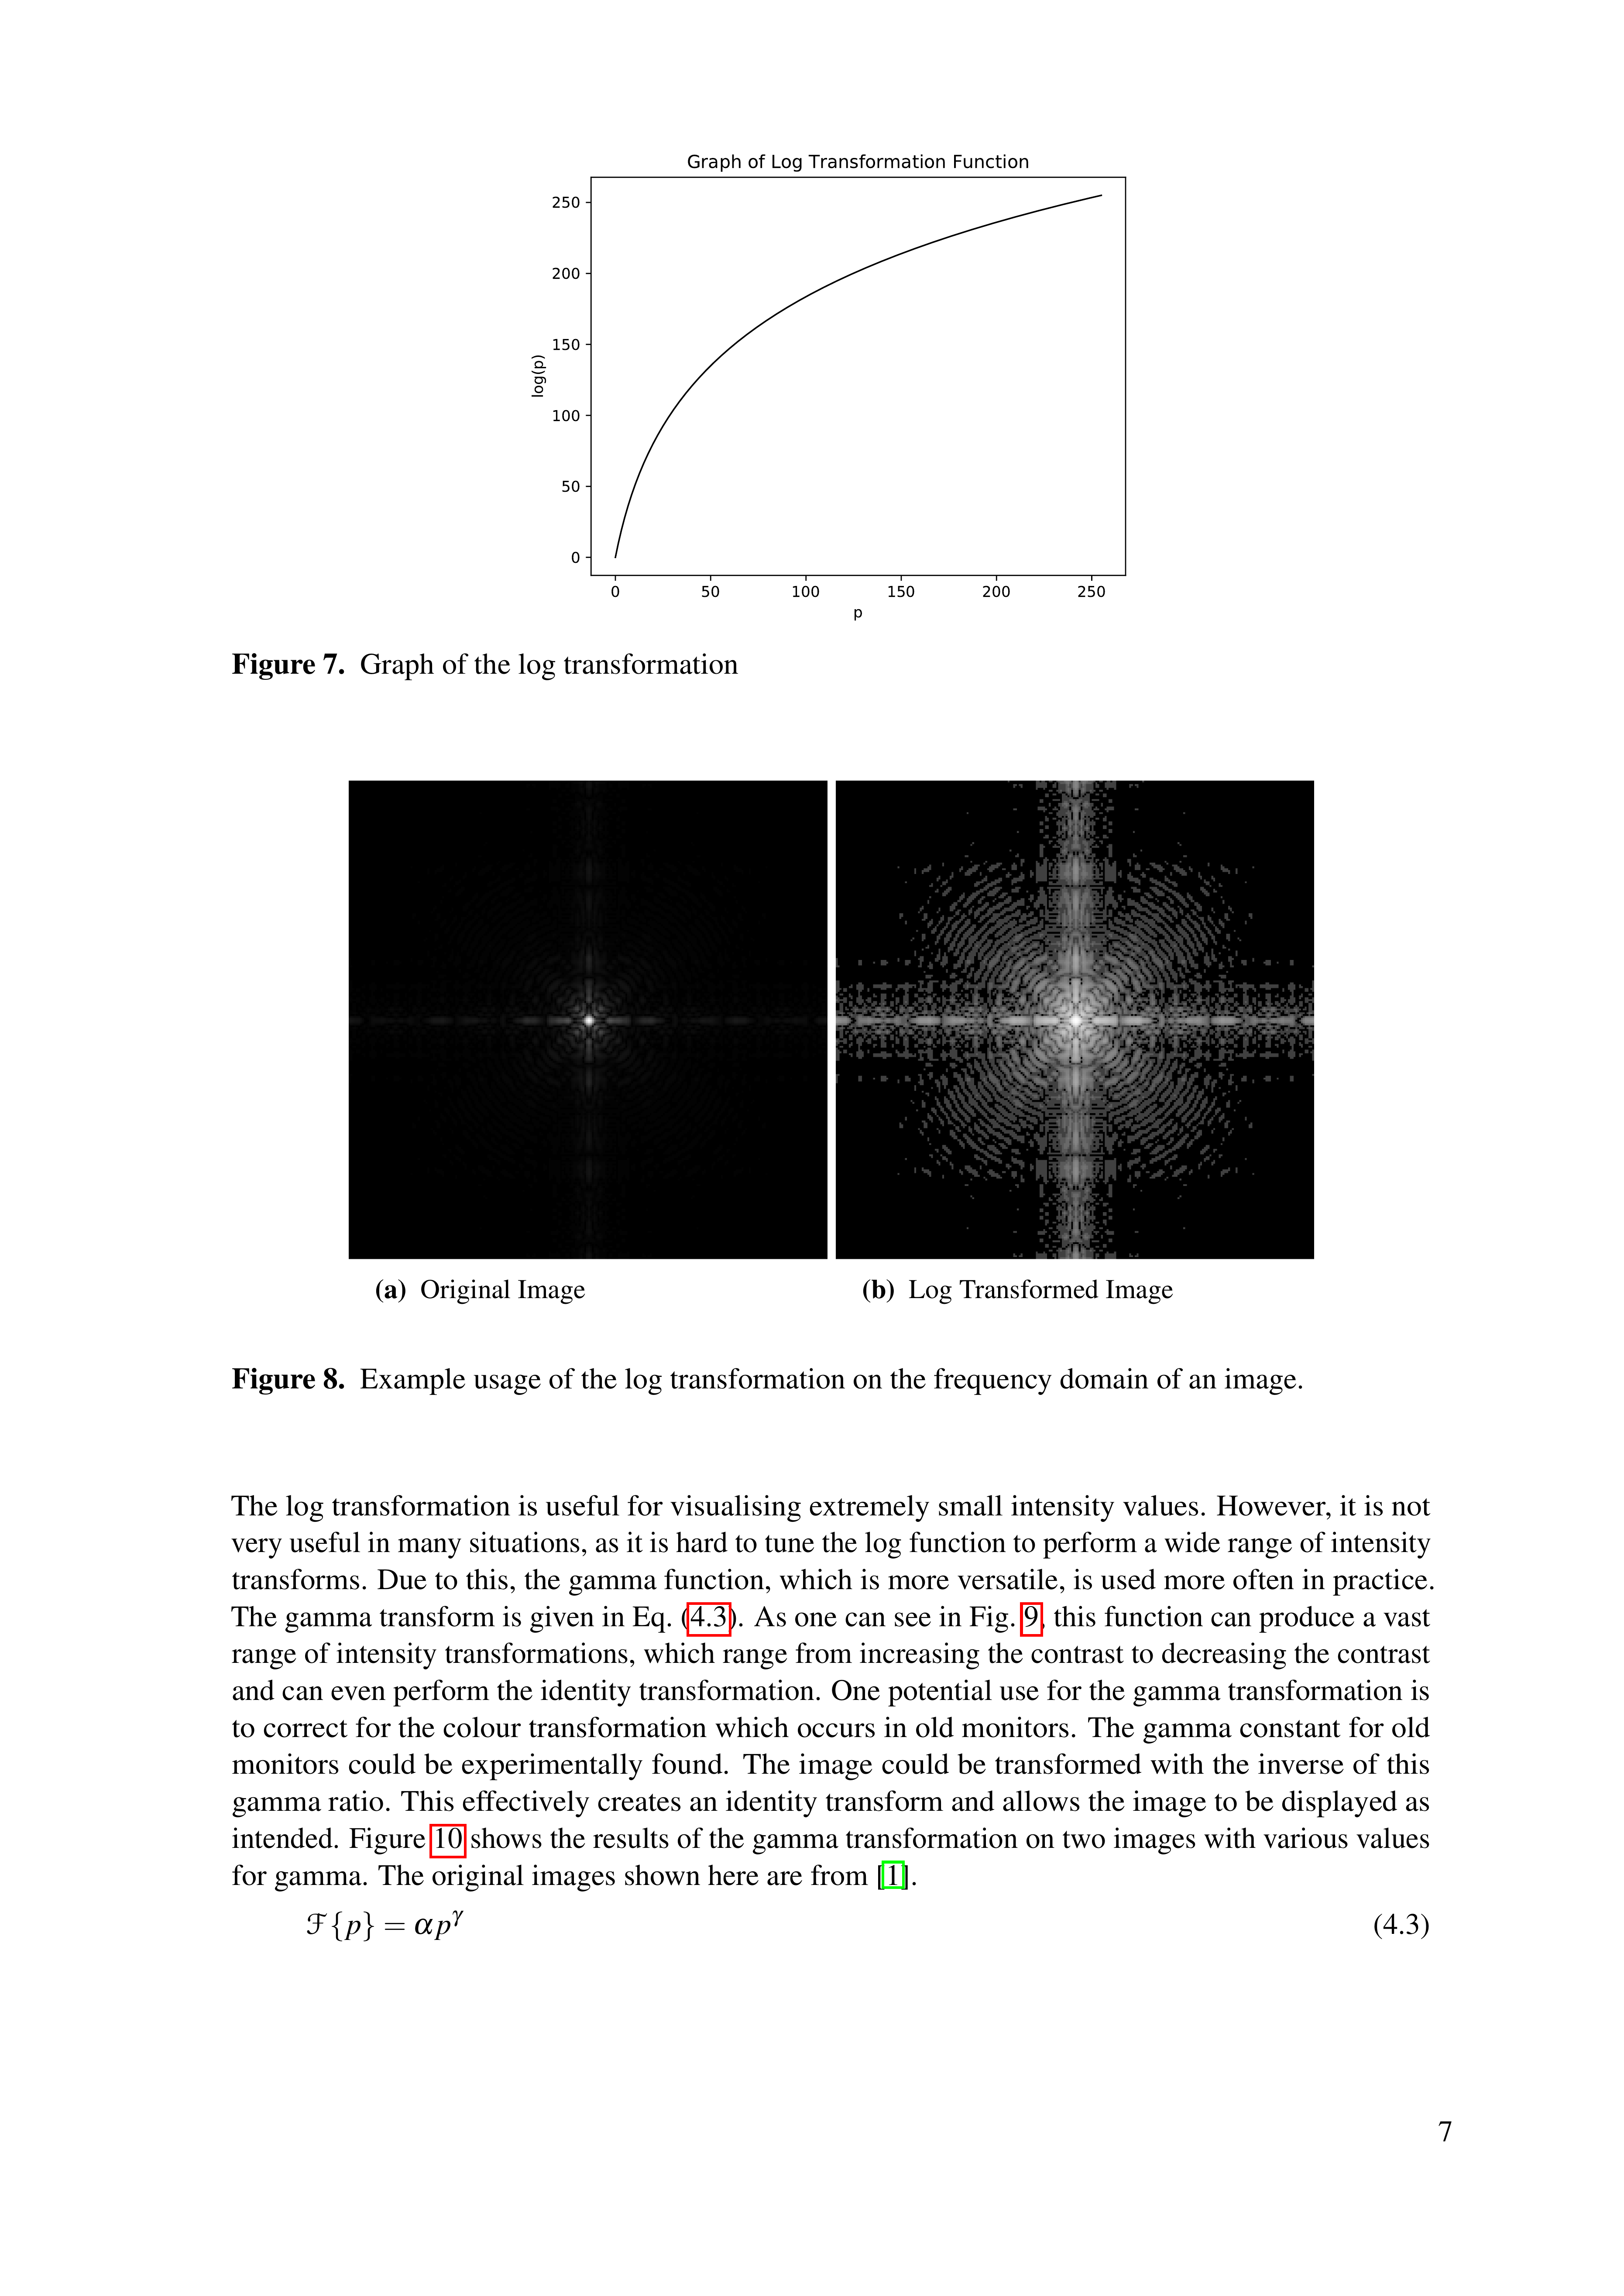 Graph of Log Transformation Function
250
200
150
100
50
0
log(p)
0 50 100 150 200 250
p
Figure 7. Graph of the log transformation
(a) Original Image
(b) Log Transformed Image
Figure 8. Example usage of the log transformation on the frequency domain of an image.
The log transformation is useful for visualising extremely small intensity values. However, it is not
very useful in many situations, as it is hard to tune the log function to perform a wide range of intensity
transforms. Due to this, the gamma function, which is more versatile, is used more often in practice.
The gamma transform is given in Eq. (4.3). As one can see in Fig. 9, this function can produce a vast
range of intensity transformations, which range from increasing the contrast to decreasing the contrast
and can even perform the identity transformation. One potential use for the gamma transformation is
to correct for the colour transformation which occurs in old monitors. The gamma constant for old
monitors could be experimentally found. The image could be transformed with the inverse of this
gamma ratio. This effectively creates an identity transform and allows the image to be displayed as
intended. Figure 10 shows the results of the gamma transformation on two images with various values
for gamma. The original images shown here are from [1].
ℱ{p} = αp^γ (4.3)
7